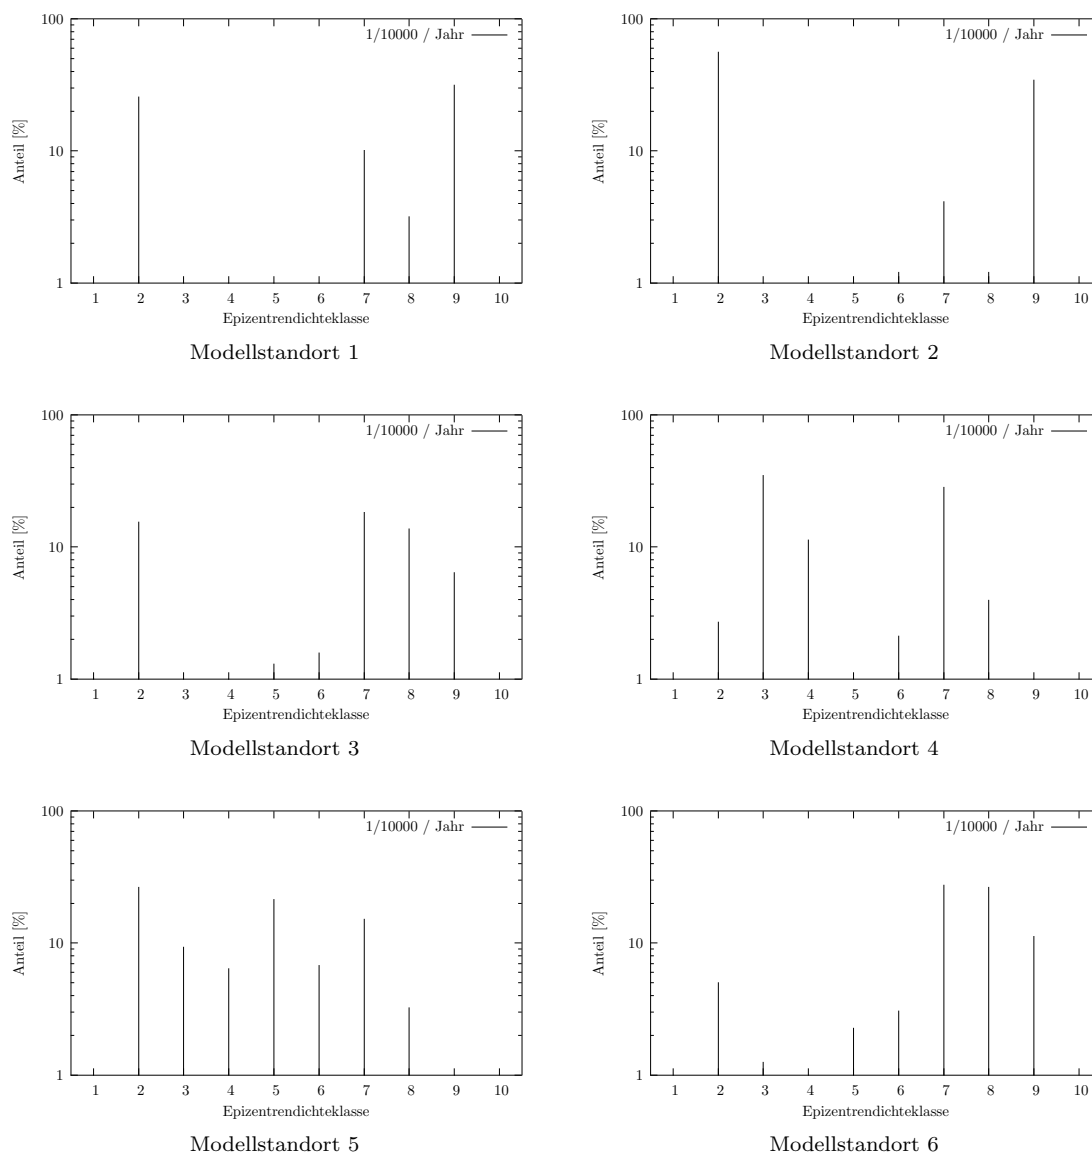 100
10
1
Anteil [%]
1/10000 / Jahr
1 2 3 4 5 6 7 8 9 10
Epizentrendichteklasse
Modellstandort 1
100
10
1
Anteil [%]
1/10000 / Jahr
1 2 3 4 5 6 7 8 9 10
Epizentrendichteklasse
Modellstandort 2
100
10
1
Anteil [%]
1/10000 / Jahr
1 2 3 4 5 6 7 8 9 10
Epizentrendichteklasse
Modellstandort 3
100
10
1
Anteil [%]
1/10000 / Jahr
1 2 3 4 5 6 7 8 9 10
Epizentrendichteklasse
Modellstandort 4
100
10
1
Anteil [%]
1/10000 / Jahr
1 2 3 4 5 6 7 8 9 10
Epizentrendichteklasse
Modellstandort 5
100
10
1
Anteil [%]
1/10000 / Jahr
1 2 3 4 5 6 7 8 9 10
Epizentrendichteklasse
Modellstandort 6